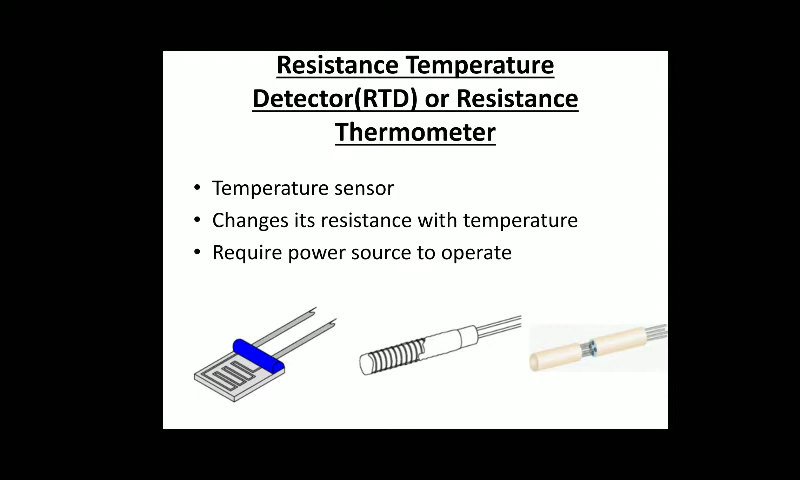 Resistance Temperature
Detector(RTD) or Resistance
Thermometer
• Temperature sensor
• Changes its resistance with temperature
• Require power source to operate